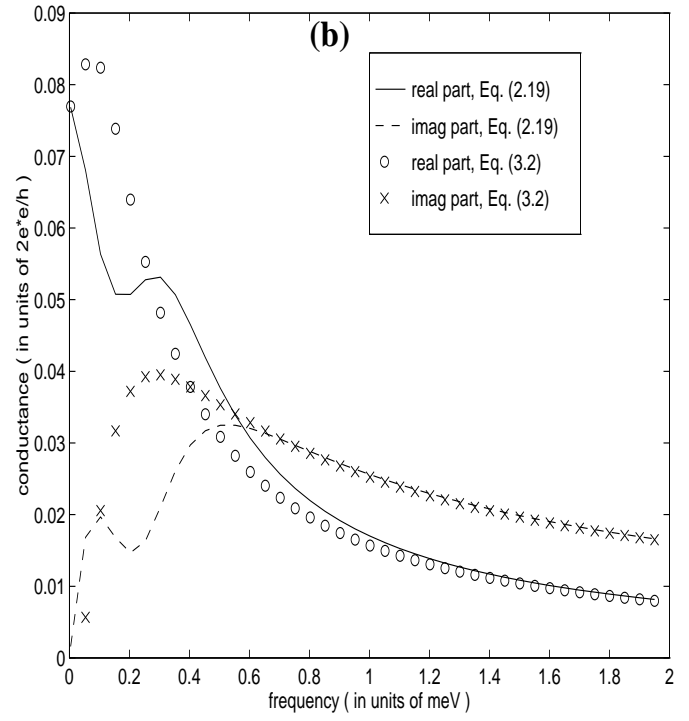 (b)
0.09
0.08
0.07
0.06
0.05
0.04
0.03
0.02
0.01
0
conductance ( in units of 2e*e/h )
real part, Eq. (2.19)
imag part, Eq. (2.19)
real part, Eq. (3.2)
imag part, Eq. (3.2)
0 0.2 0.4 0.6 0.8 1 1.2 1.4 1.6 1.8 2
frequency ( in units of meV )